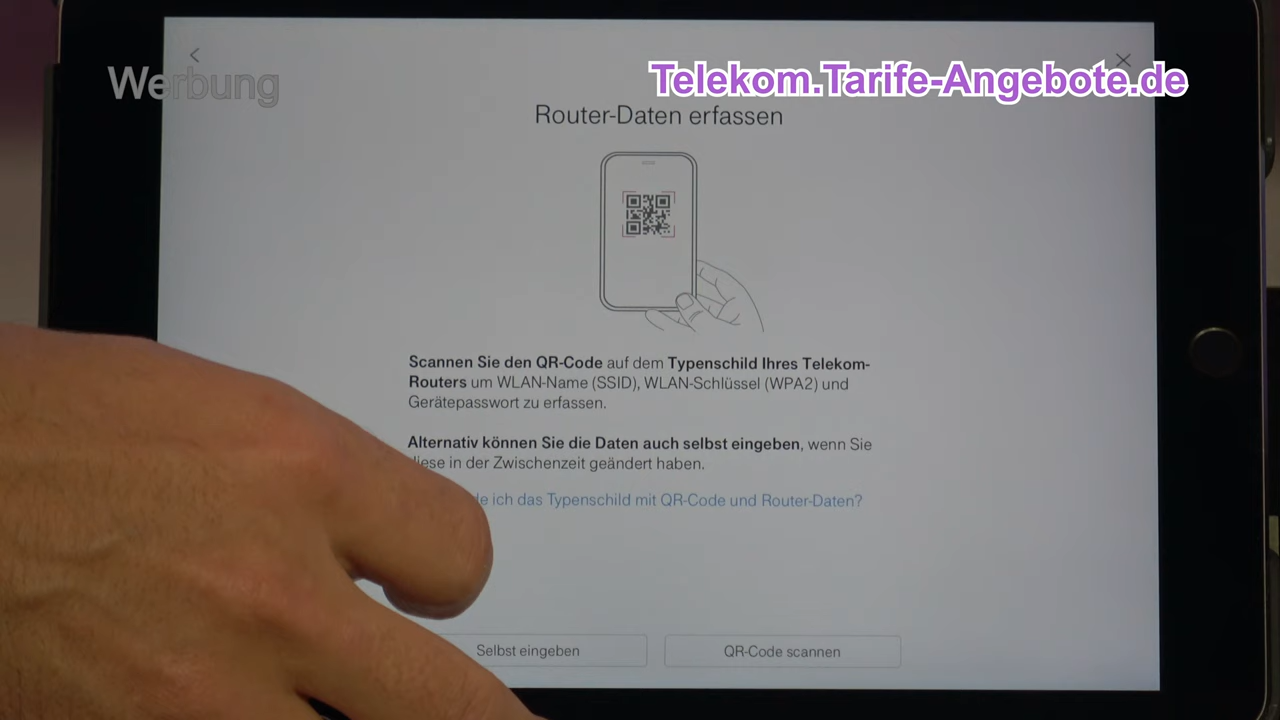 Werbung
Telekom.Tarife-Angebote.de
Router-Daten erfassen
Scannen Sie den QR-Code auf dem Typenschild Ihres Telekom-
Routers um WLAN-Name (SSID), WLAN-Schlüssel (WPA2) und
Gerätepasswort zu erfassen.
Alternativ können Sie die Daten auch selbst eingeben, wenn Sie
diese in der Zwischenzeit geändert haben.
ich das Typenschild mit QR-Code und Router-Daten?
Selbst eingeben
QR-Code scannen